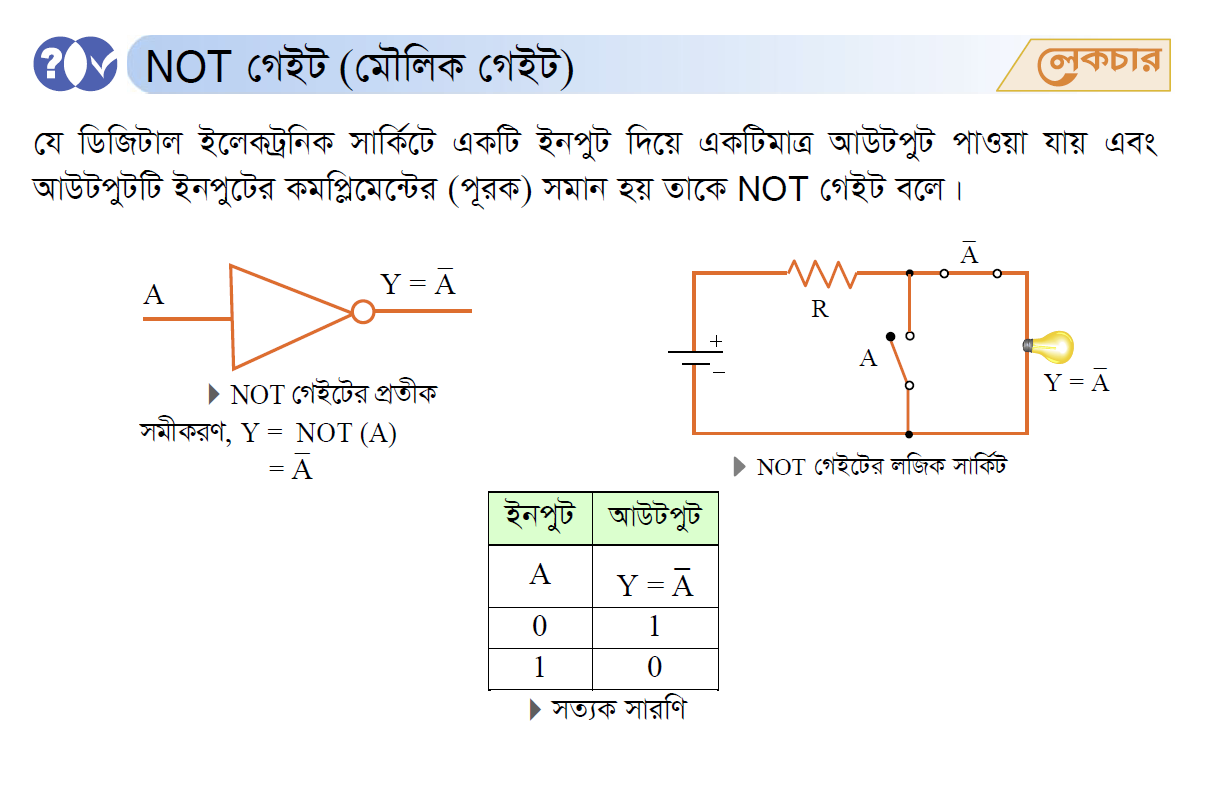 NOT গেইট (মৌলিক গেইট)
লেকচার
যে ডিজিটাল ইলেকট্রনিক সার্কিটে একটি ইনপুট দিয়ে একটিমাত্র আউটপুট পাওয়া যায় এবং
আউটপুটটি ইনপুটের কমপ্লিমেন্টের (পূরক) সমান হয় তাকে NOT গেইট বলে।
A
Y = A̅
NOT গেইটের প্রতীক
সমীকরণ, Y = NOT (A)
= A̅
A̅
R
+
−
A
Y = A̅
NOT গেইটের লজিক সার্কিট
ইনপুট আউটপুট
A Y = A̅
0 1
1 0
সত্যক সারণি